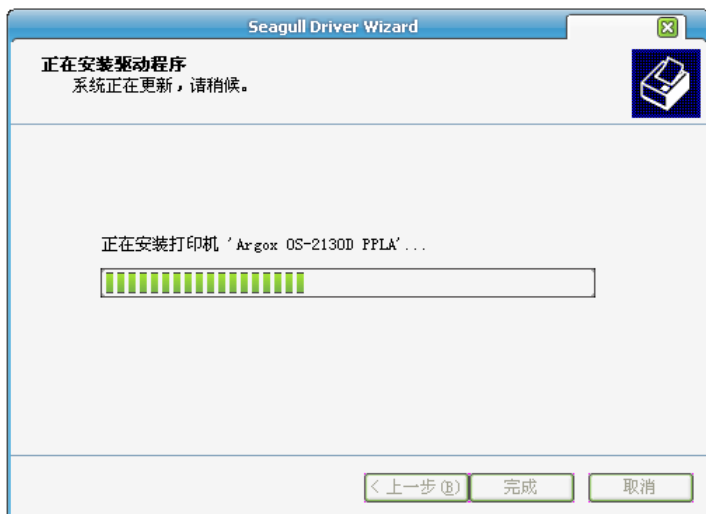 Seagull Driver Wizard
正在安装驱动程序
系统正在更新，请稍候。
正在安装打印机 'Argox OS-2130D PPLA'...
< 上一步(B)
完成
取消